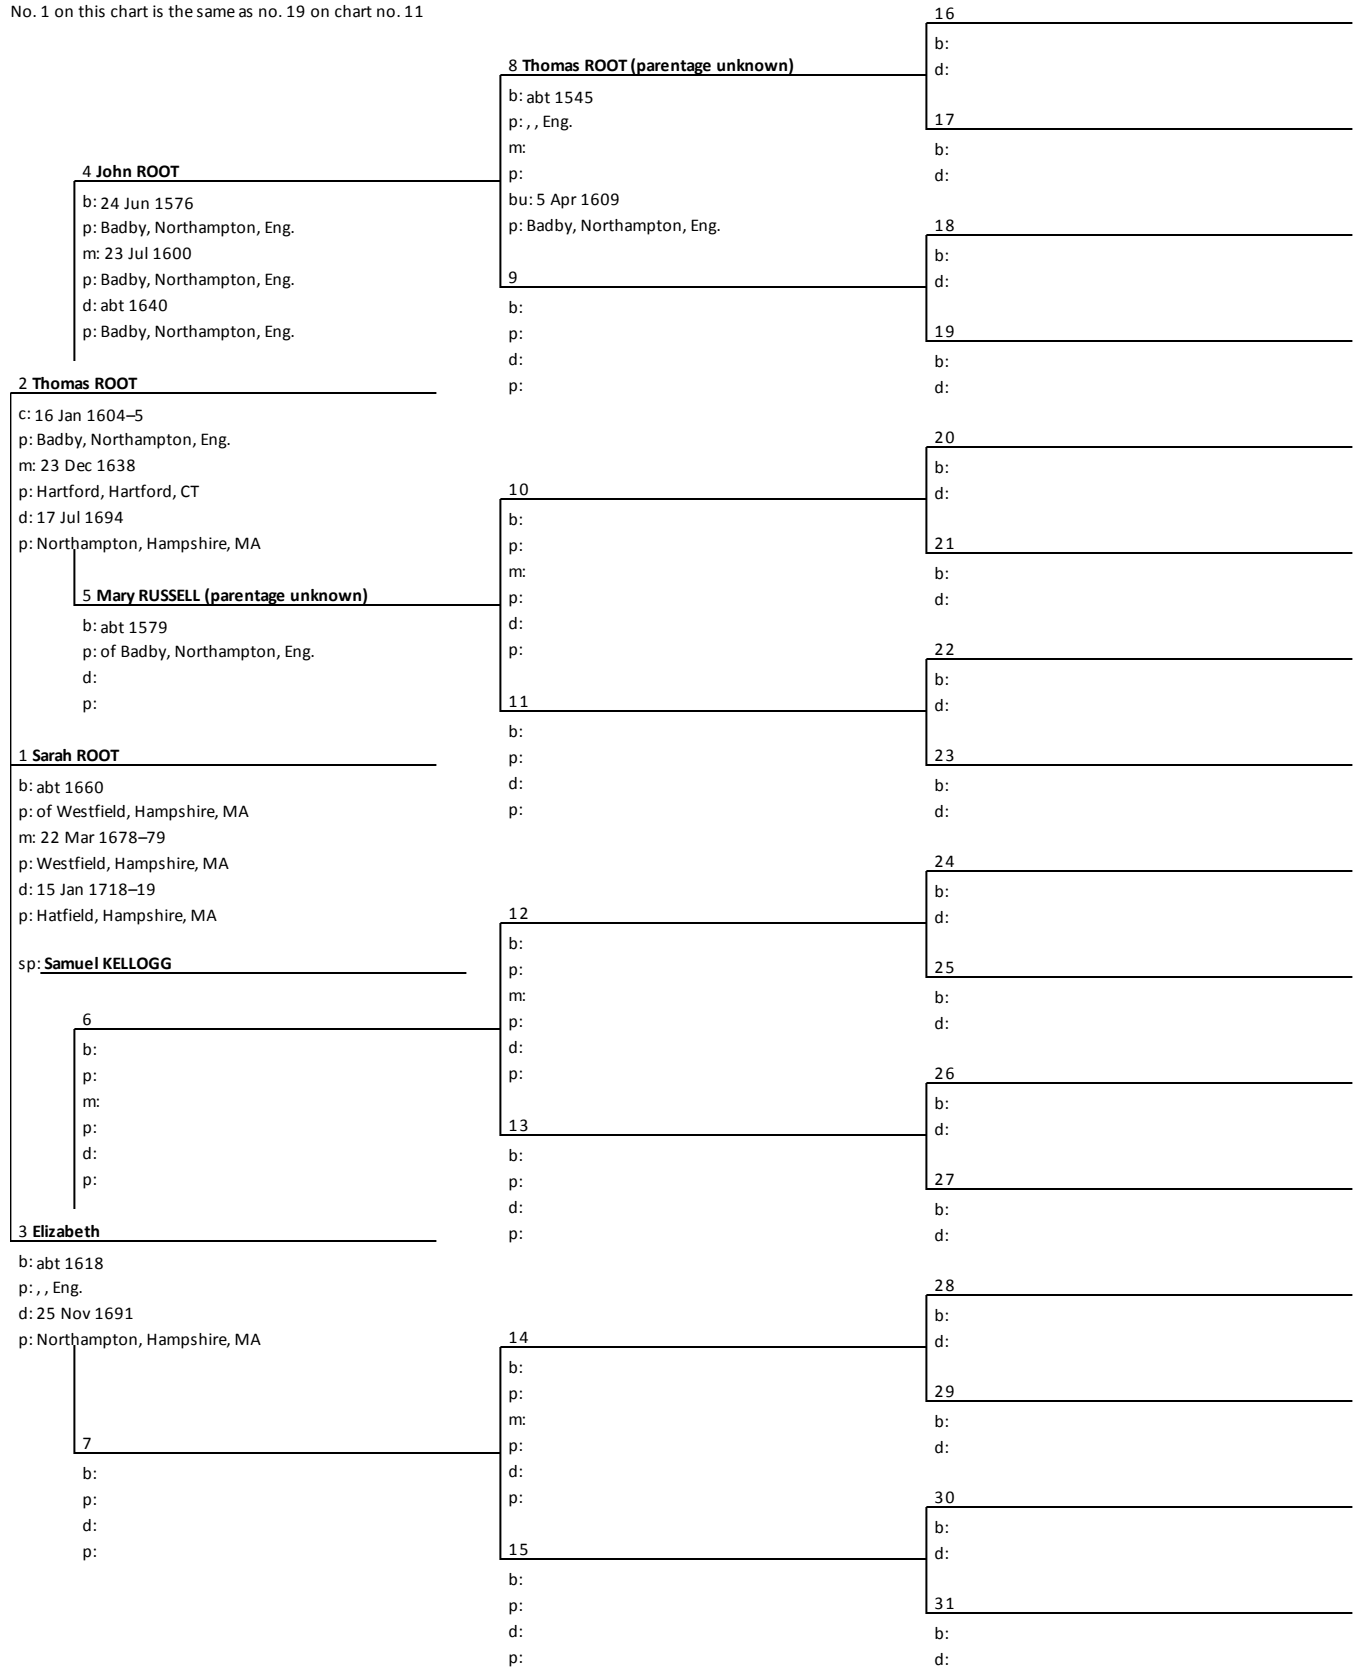 No. 1 on this chart is the same as no. 19 on chart no. 11
16
b:
d:
8 Thomas ROOT (parentage unknown)
b: abt 1545
p: , , Eng.
m:
p:
bu: 5 Apr 1609
p: Badby, Northampton, Eng.
17
b:
d:
4 John ROOT
b: 24 Jun 1576
p: Badby, Northampton, Eng.
m: 23 Jul 1600
p: Badby, Northampton, Eng.
d: abt 1640
p: Badby, Northampton, Eng.
18
b:
d:
9
b:
p:
d:
p:
19
b:
d:
2 Thomas ROOT
c: 16 Jan 1604–5
p: Badby, Northampton, Eng.
m: 23 Dec 1638
p: Hartford, Hartford, CT
d: 17 Jul 1694
p: Northampton, Hampshire, MA
20
b:
d:
10
b:
p:
m:
p:
d:
p:
21
b:
d:
5 Mary RUSSELL (parentage unknown)
b: abt 1579
p: of Badby, Northampton, Eng.
d:
p:
22
b:
d:
11
b:
p:
d:
p:
23
b:
d:
1 Sarah ROOT
b: abt 1660
p: of Westfield, Hampshire, MA
m: 22 Mar 1678–79
p: Westfield, Hampshire, MA
d: 15 Jan 1718–19
p: Hatfield, Hampshire, MA
sp: Samuel KELLOGG
24
b:
d:
12
b:
p:
m:
p:
d:
p:
25
b:
d:
6
b:
p:
m:
p:
d:
p:
26
b:
d:
13
b:
p:
d:
p:
27
b:
d:
3 Elizabeth
b: abt 1618
p: , , Eng.
d: 25 Nov 1691
p: Northampton, Hampshire, MA
28
b:
d:
14
b:
p:
m:
p:
d:
p:
29
b:
d:
7
b:
p:
d:
p:
30
b:
d:
15
b:
p:
d:
p:
31
b:
d: